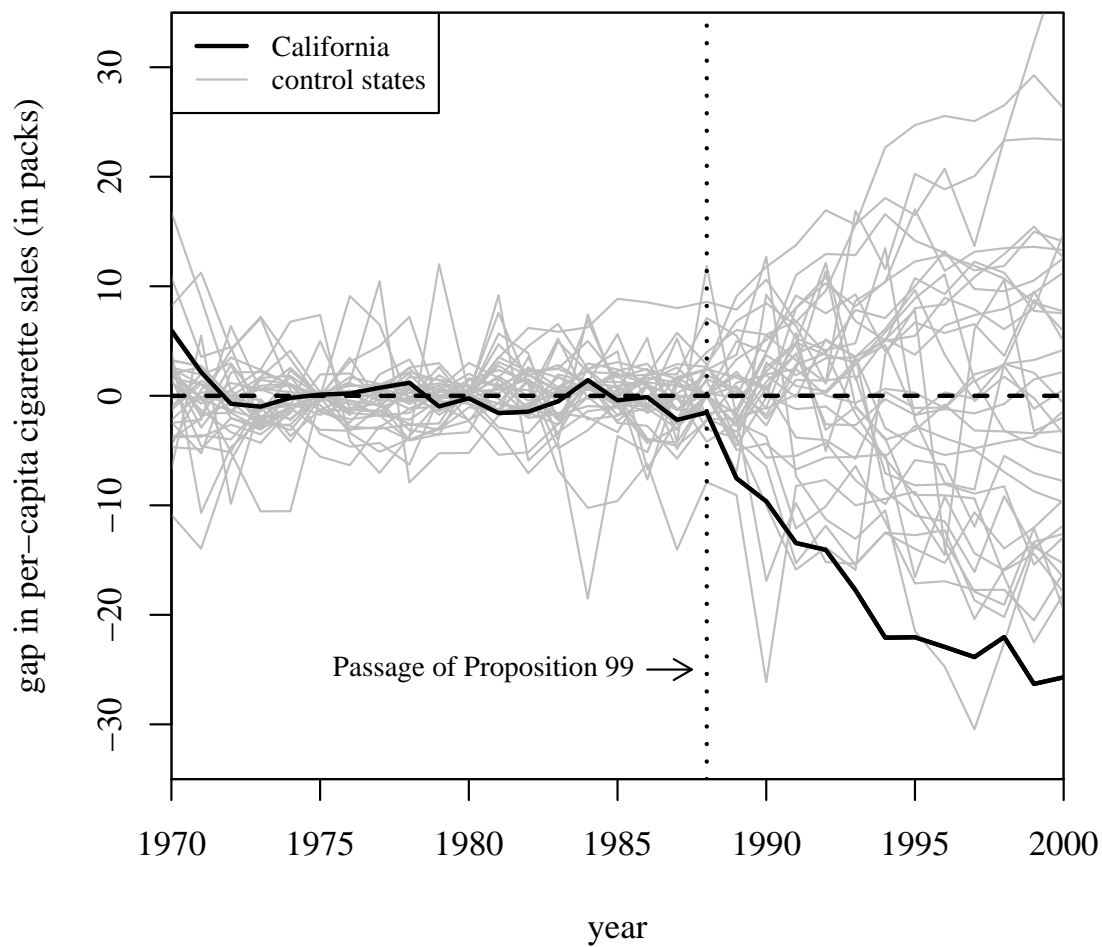 California
control states
gap in per−capita cigarette sales (in packs)
30
20
10
0
−10
−20
−30
Passage of Proposition 99
1970 1975 1980 1985 1990 1995 2000
year